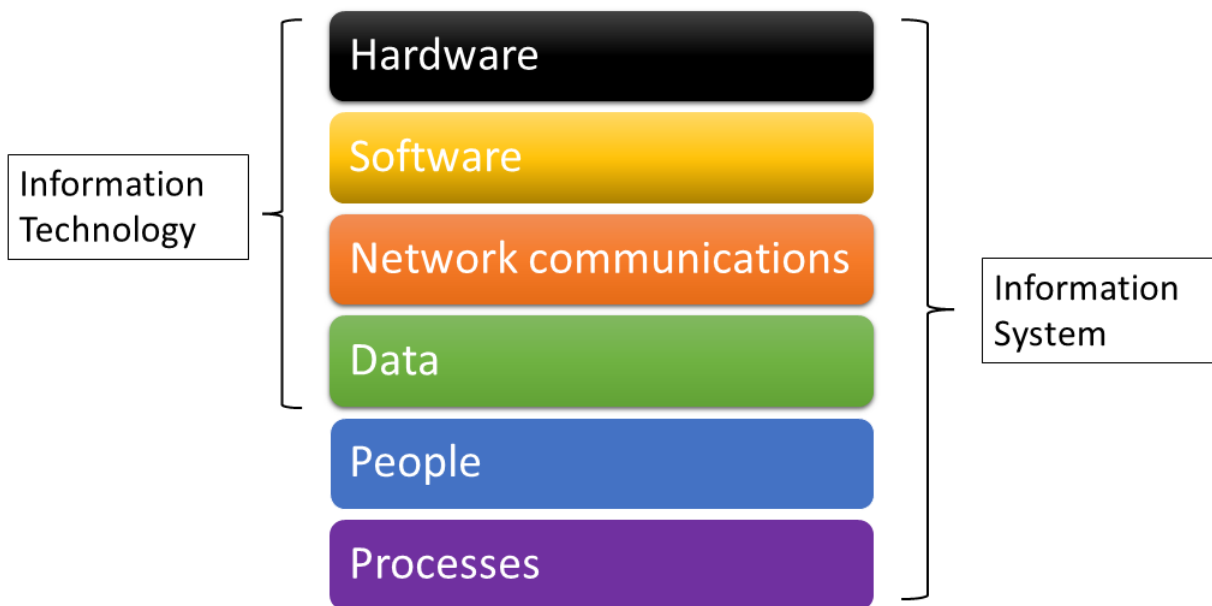 Hardware
Software
Information
Technology
Network communications
Information
System
Data
People
Processes